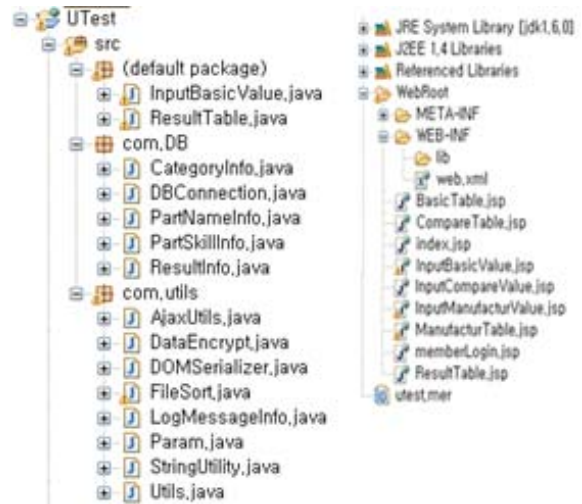 UTest
src
(default package)
InputBasicValue.java
ResultTable.java
com.DB
CategoryInfo.java
DBConnection.java
PartNameInfo.java
PartSkillInfo.java
ResultInfo.java
com.utils
AjaxUtils.java
DataEncrypt.java
DOMSerializer.java
FileSort.java
LogMessageInfo.java
Param.java
StringUtility.java
Utils.java
JRE System Library [jdk1.6.0]
J2EE 1.4 Libraries
Referenced Libraries
WebRoot
META-INF
WEB-INF
lib
web.xml
BasicTable.jsp
CompareTable.jsp
index.jsp
InputBasicValue.jsp
InputCompareValue.jsp
InputManufacturValue.jsp
ManufacturTable.jsp
memberLogin.jsp
ResultTable.jsp
utest.mer